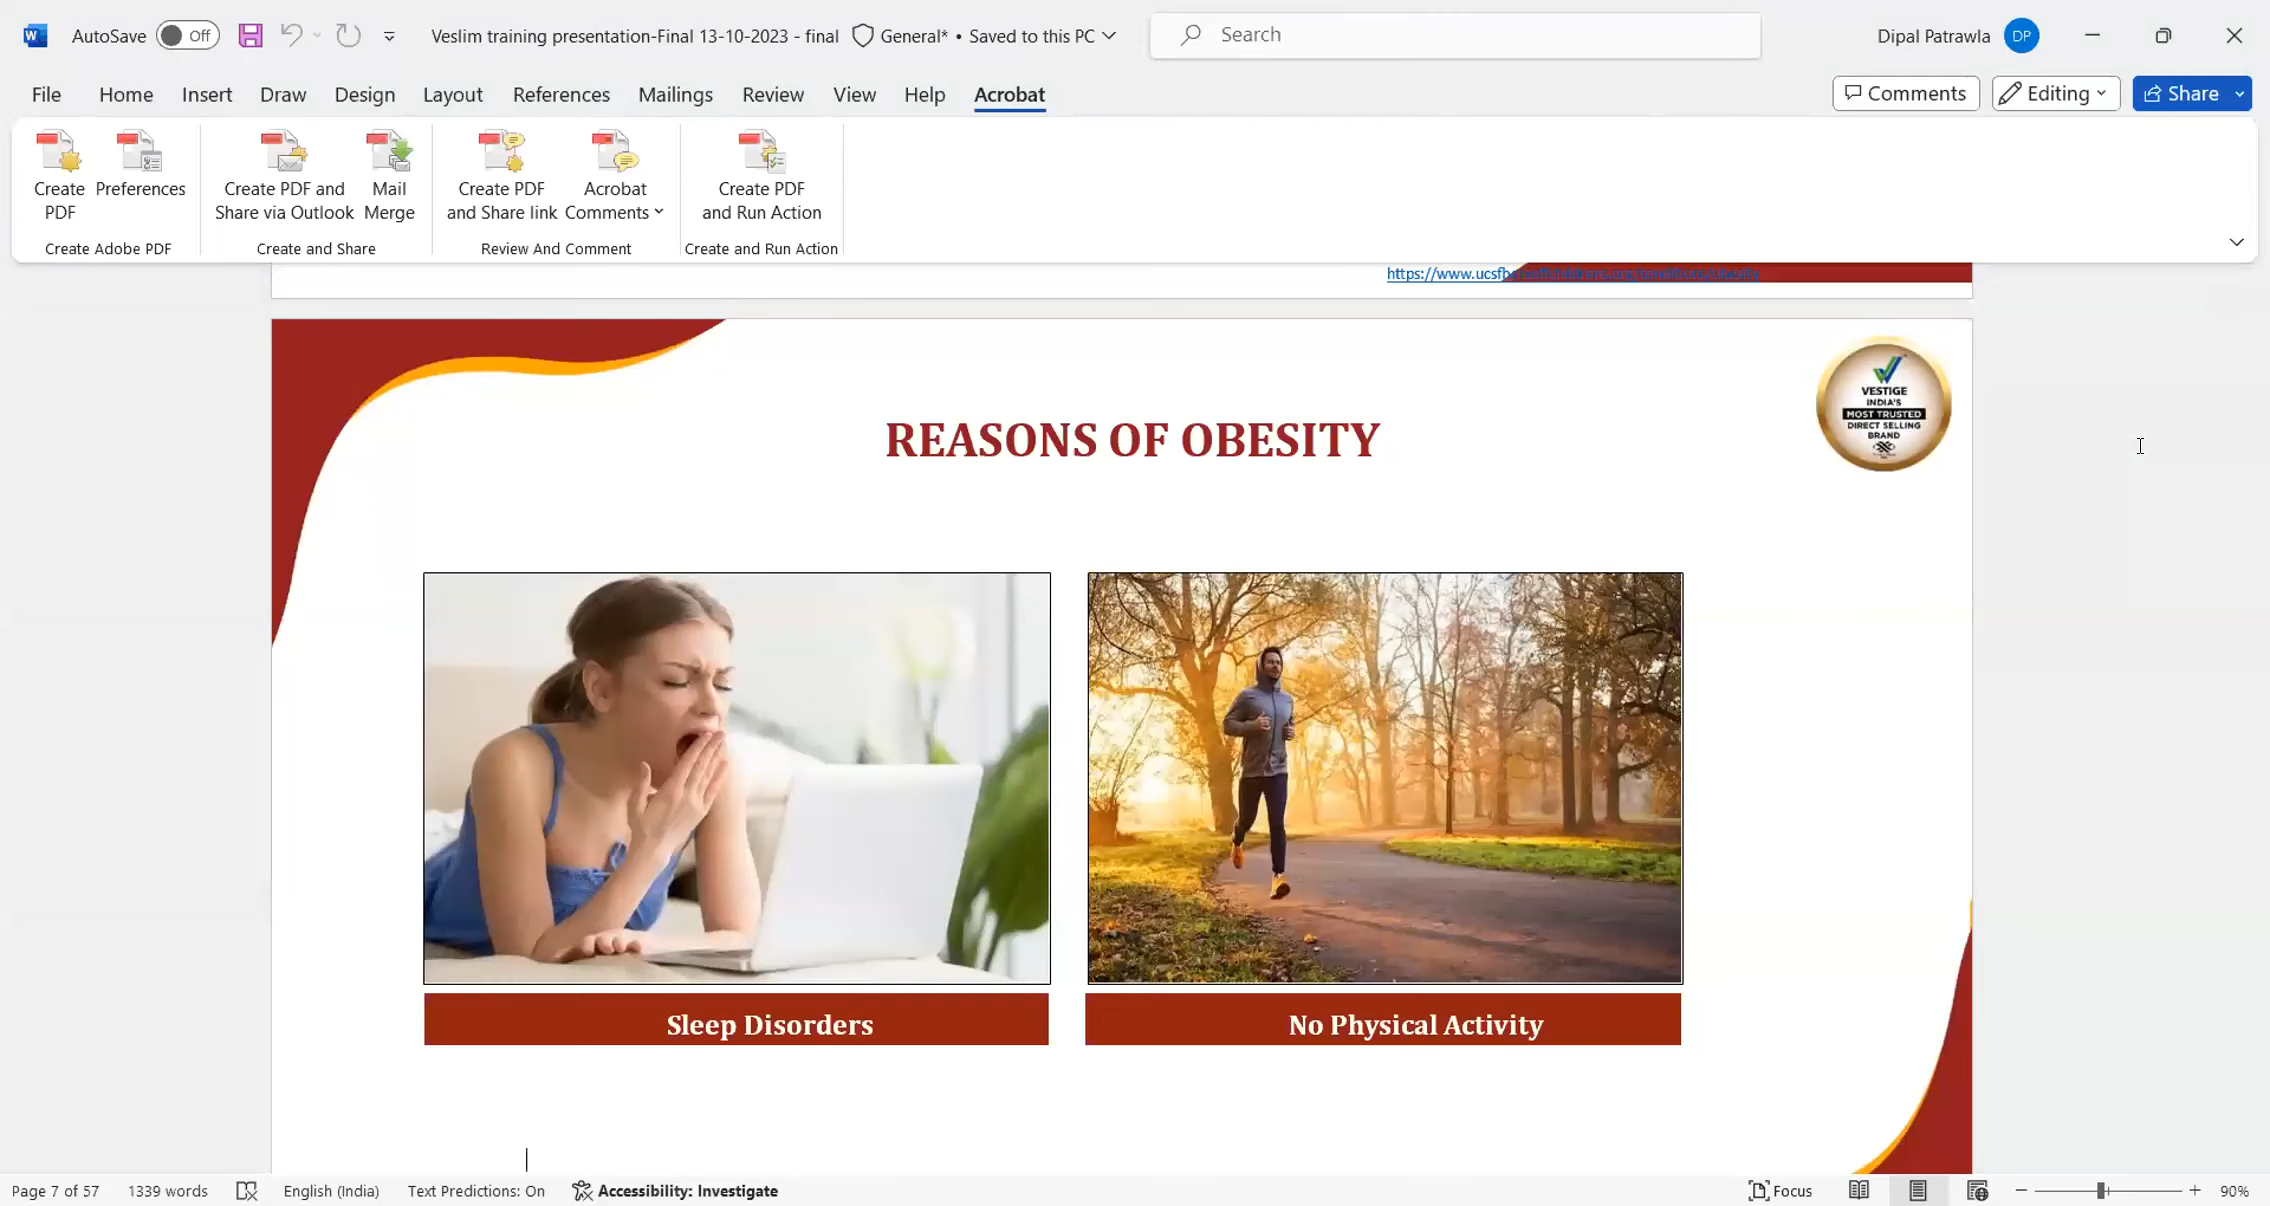 AutoSave Off Veslim training presentation-Final 13-10-2023 - final General* • Saved to this PC Search Dipal Patrawla DP
File Home Insert Draw Design Layout References Mailings Review View Help Acrobat Comments Editing Share
Create PDF
Preferences
Create PDF and Share via Outlook
Mail Merge
Create PDF and Share link
Acrobat Comments
Create PDF and Run Action
Create Adobe PDF Create and Share Review And Comment Create and Run Action
https://www.ucsfb
REASONS OF OBESITY
VESTIGE
INDIA'S
MOST TRUSTED
DIRECT SELLING
BRAND
Sleep Disorders
No Physical Activity
Page 7 of 57 1339 words English (India) Text Predictions: On Accessibility: Investigate Focus 90%